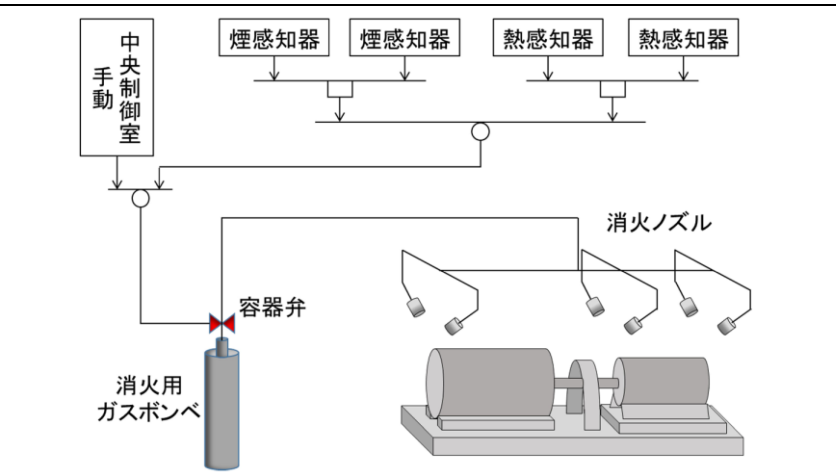 中央制御室
手動
煙感知器
煙感知器
熱感知器
熱感知器
消火ノズル
容器弁
消火用
ガスボンベ